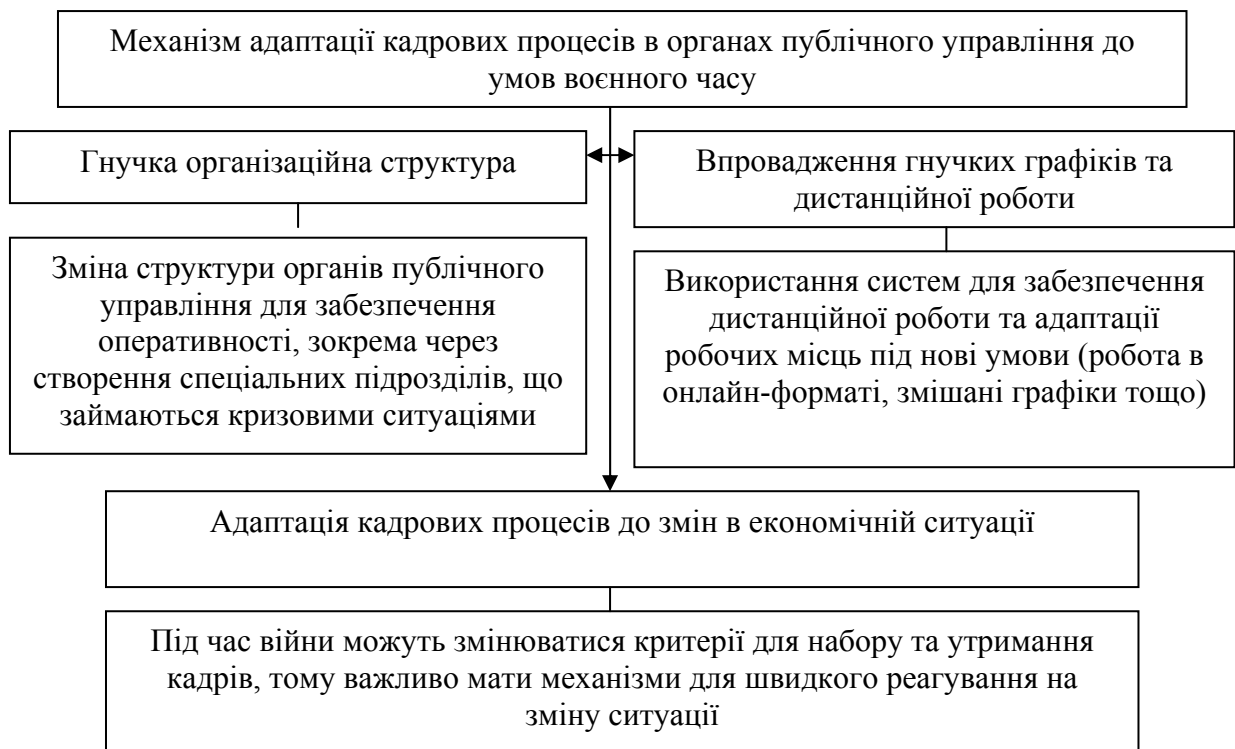 Механізм адаптації кадрових процесів в органах публічного управління до
умов воєнного часу
Гнучка організаційна структура
Впровадження гнучких графіків та
дистанційної роботи
Зміна структури органів публічного
управління для забезпечення
оперативності, зокрема через
створення спеціальних підрозділів, що
займаються кризовими ситуаціями
Використання систем для забезпечення
дистанційної роботи та адаптації
робочих місць під нові умови (робота в
онлайн-форматі, змішані графіки тощо)
Адаптація кадрових процесів до змін в економічній ситуації
Під час війни можуть змінюватися критерії для набору та утримання
кадрів, тому важливо мати механізми для швидкого реагування на
зміну ситуації